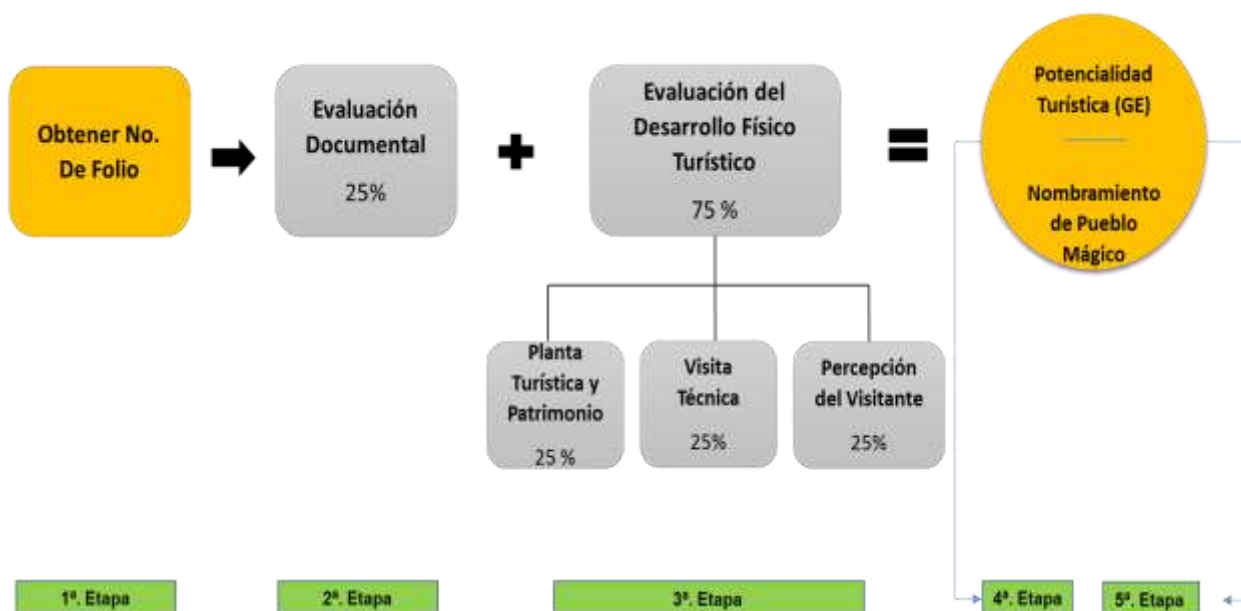 Obtener No.
De Folio
Evaluación
Documental
25%
Evaluación del
Desarrollo Físico
Turístico
75 %
Potencialidad
Turística (GE)
Nombramiento
de Pueblo
Mágico
Planta
Turística y
Patrimonio
25 %
Visita
Técnica
25%
Percepción
del Visitante
25%
1ª. Etapa
2ª. Etapa
3ª. Etapa
4ª. Etapa
5ª. Etapa